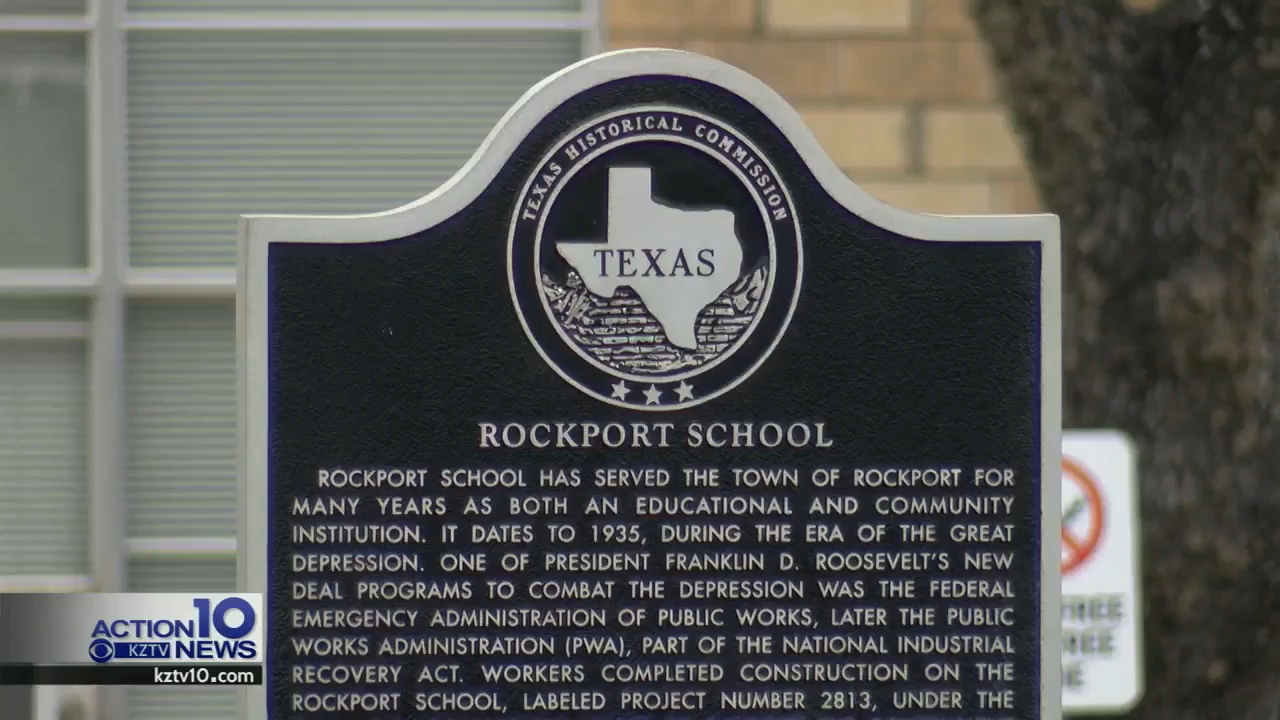 TEXAS HISTORICAL COMMISSION
TEXAS
ROCKPORT SCHOOL
ROCKPORT SCHOOL HAS SERVED THE TOWN OF ROCKPORT FOR
MANY YEARS AS BOTH AN EDUCATIONAL AND COMMUNITY
INSTITUTION. IT DATES TO 1935, DURING THE ERA OF THE GREAT
DEPRESSION. ONE OF PRESIDENT FRANKLIN D. ROOSEVELT'S NEW
DEAL PROGRAMS TO COMBAT THE DEPRESSION WAS THE FEDERAL
EMERGENCY ADMINISTRATION OF PUBLIC WORKS, LATER THE PUBLIC
WORKS ADMINISTRATION (PWA), PART OF THE NATIONAL INDUSTRIAL
RECOVERY ACT. WORKERS COMPLETED CONSTRUCTION ON THE
ROCKPORT SCHOOL, LABELED PROJECT NUMBER 2813, UNDER THE
ACTION 10
KZTV NEWS
kztv10.com